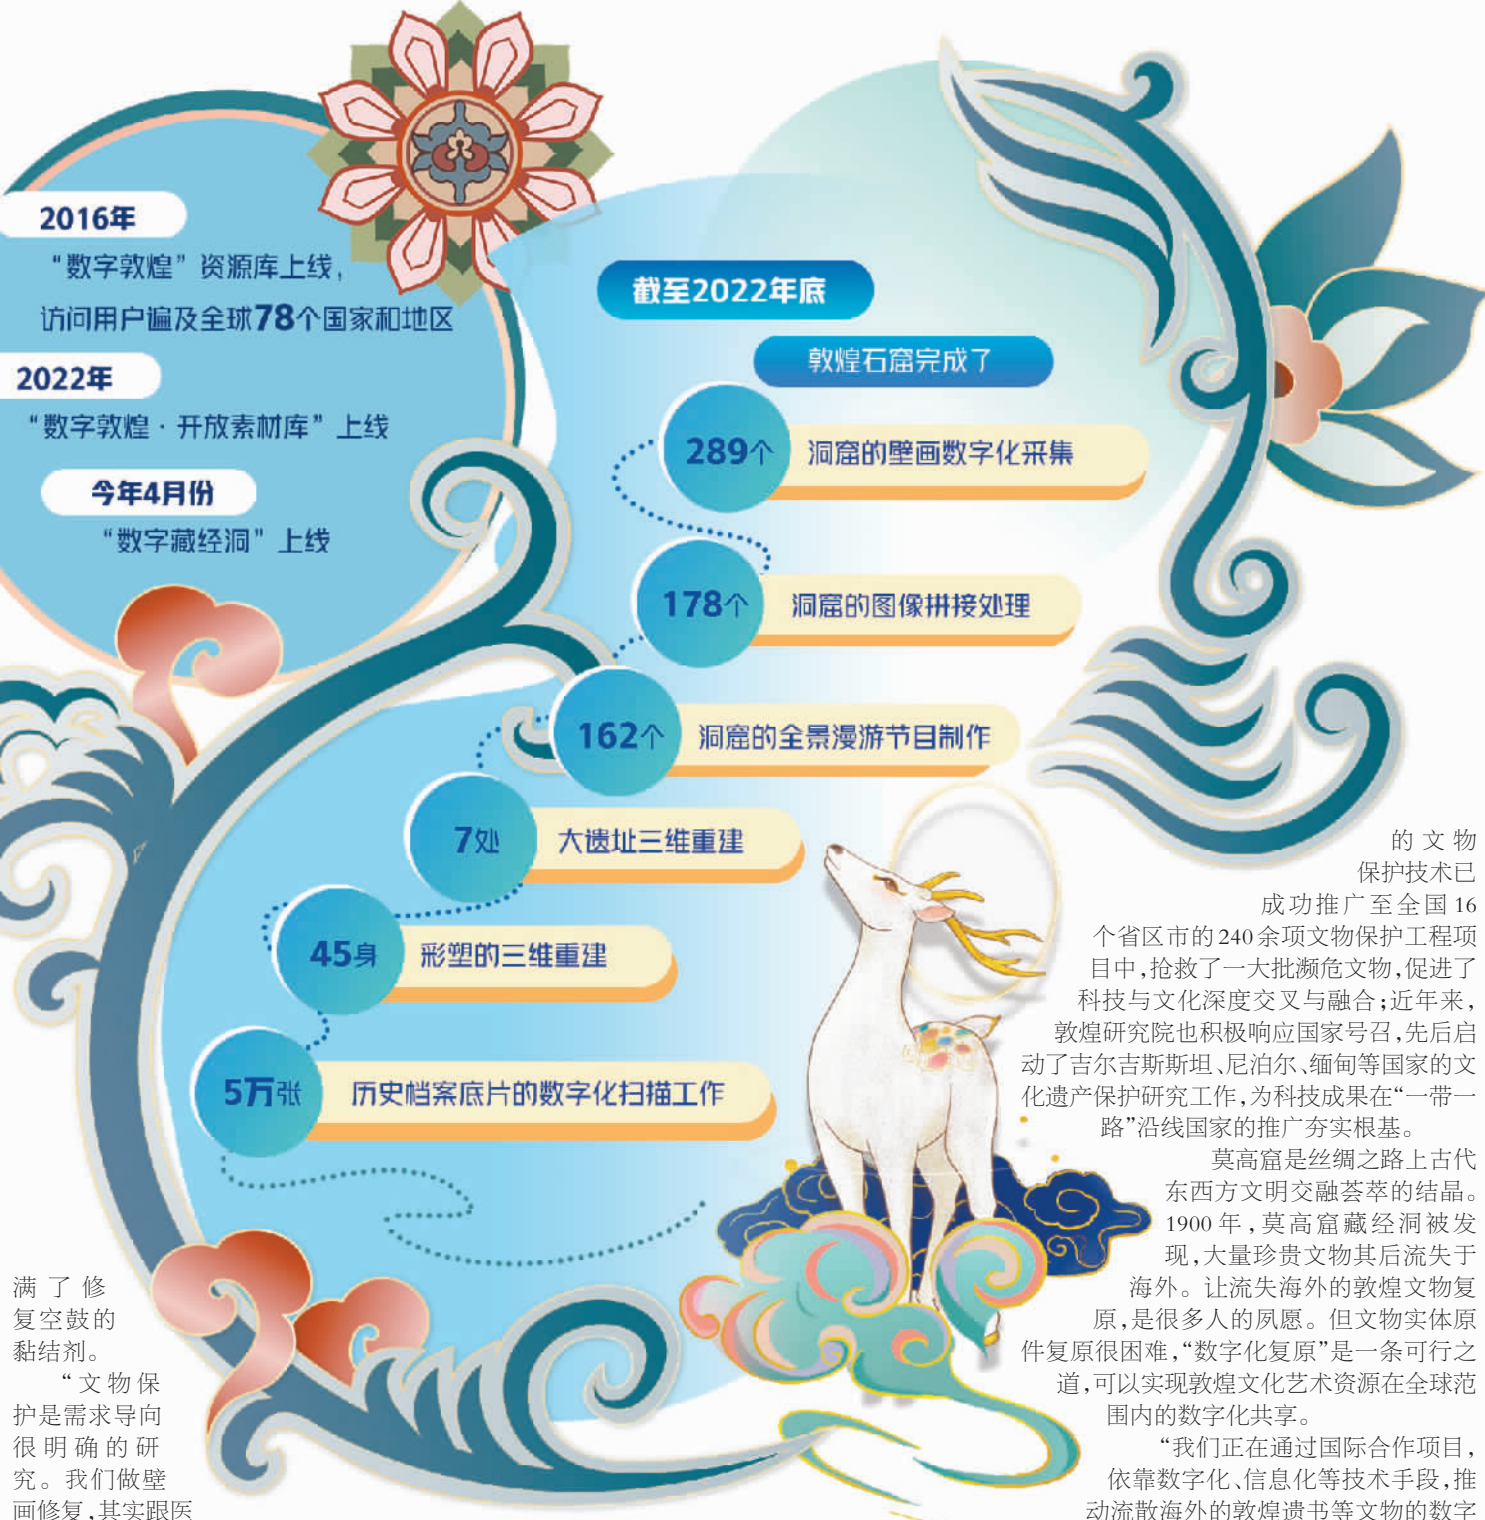 2016年
“数字敦煌”资源库上线，
访问用户遍及全球78个国家和地区
2022年
“数字敦煌·开放素材库”上线
今年4月份
“数字藏经洞”上线
截至2022年底
敦煌石窟完成了
289个 洞窟的壁画数字化采集
178个 洞窟的图像拼接处理
162个 洞窟的全景漫游节目制作
7处 大遗址三维重建
45身 彩塑的三维重建
5万张 历史档案底片的数字化扫描工作
满了修
复空鼓的
黏结剂。
“文物保
护是需求导向
很明确的研
究。我们做壁
画修复，其实跟医
的文物
保护技术已
成功推广至全国16
个省区市的240余项文物保护工程项
目中，抢救了一大批濒危文物，促进了
科技与文化深度交叉与融合；近年来，
敦煌研究院也积极响应国家号召，先后启
动了吉尔吉斯斯坦、尼泊尔、缅甸等国家的文
化遗产保护研究工作，为科技成果在“一带一
路”沿线国家的推广夯实根基。
莫高窟是丝绸之路上古代
东西方文明交融荟萃的结晶。
1900年，莫高窟藏经洞被发
现，大量珍贵文物其后流失于
海外。让流失海外的敦煌文物复
原，是很多人的夙愿。但文物实体原
件复原很困难，“数字化复原”是一条可行之
道，可以实现敦煌文化艺术资源在全球范
围内的数字化共享。
“我们正在通过国际合作项目，
依靠数字化、信息化等技术手段，推
动流散海外的敦煌遗书等文物的数字